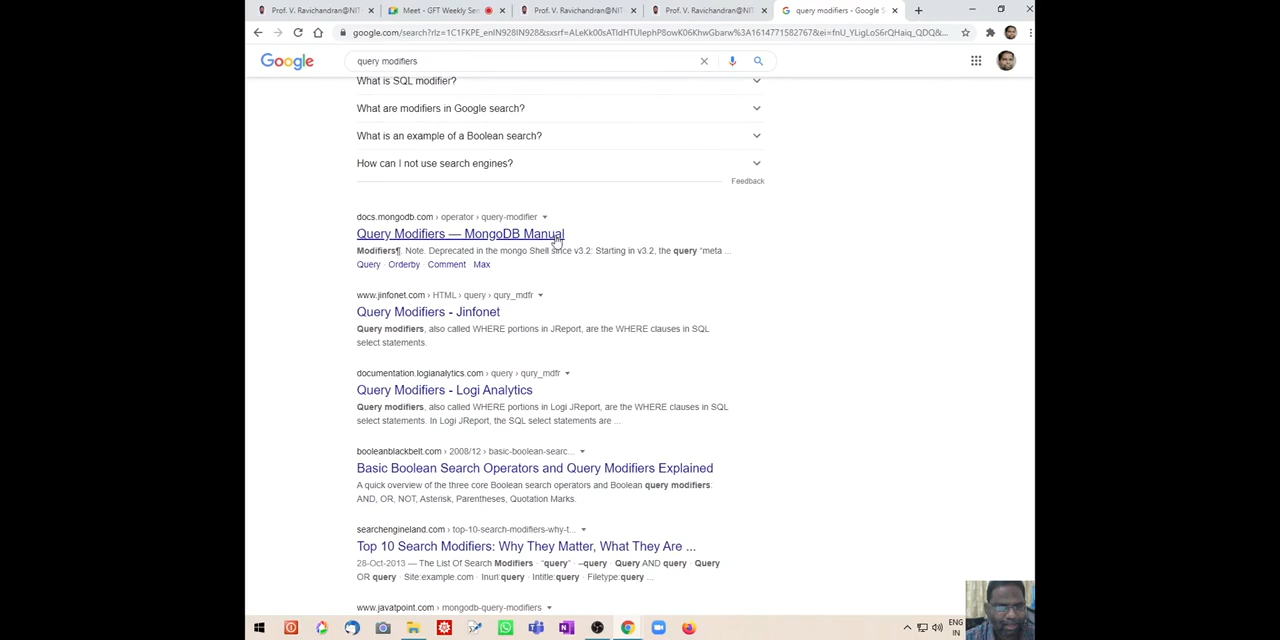 Prof. V. Ravichandran@NIT
Meet - GFT Weekly Ser
Prof. V. Ravichandran@NIT
Prof. V. Ravichandran@NIT
query modifiers - Google S
google.com/search?rlz=1C1FKPE_enIN928IN928&sxsrf=
Google
query modifiers
What is SQL modifier?
What are modifiers in Google search?
What is an example of a Boolean search?
How can I not use search engines?
Feedback
docs.mongodb.com › operator › query-modifier
Query Modifiers — MongoDB Manual
Modifiers¶. Note. Deprecated in the mongo Shell since v3.2: Starting in v3.2, the query "meta ...
Query · Orderby · Comment · Max
www.jinfonet.com › HTML › query › qury_mdfr
Query Modifiers - Jinfonet
Query modifiers, also called WHERE portions in JReport, are the WHERE clauses in SQL
select statements.
documentation.logianalytics.com › query › qury_mdfr
Query Modifiers - Logi Analytics
Query modifiers, also called WHERE portions in Logi JReport, are the WHERE clauses in SQL
select statements. In Logi JReport, the SQL select statements are ...
booleanblackbelt.com › 2008/12 › basic-boolean-searc...
Basic Boolean Search Operators and Query Modifiers Explained
A quick overview of the three core Boolean search operators and Boolean query modifiers:
AND, OR, NOT, Asterisk, Parentheses, Quotation Marks.
searchengineland.com › top-10-search-modifiers-why-t...
Top 10 Search Modifiers: Why They Matter, What They Are ...
28-Oct-2013 — The List Of Search Modifiers · "query" · –query · Query AND query · Query
OR query · Site:example.com · Inurl:query · Intitle:query · Filetype:query ...
www.javatpoint.com › mongodb-query-modifiers
ENG
IN